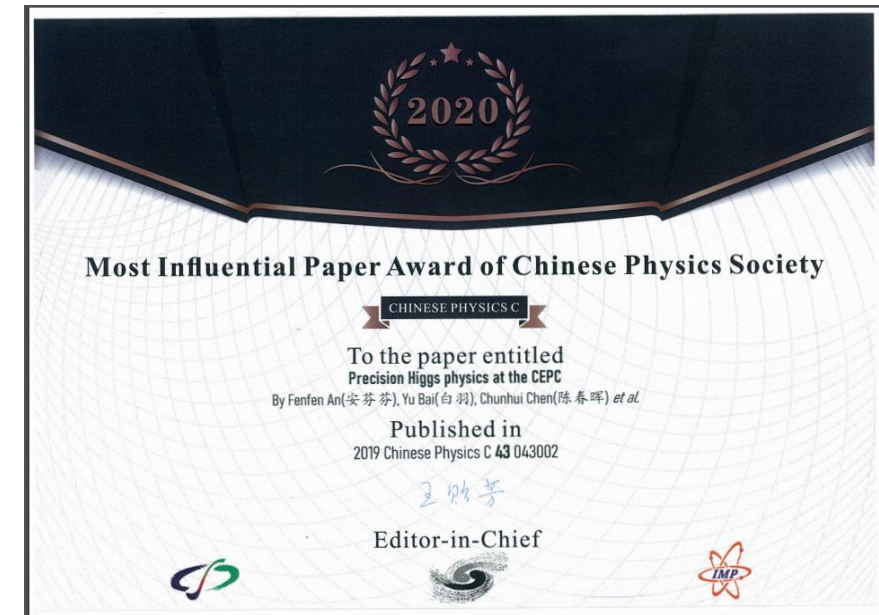 2020
Most Influential Paper Award of Chinese Physics Society
CHINESE PHYSICS C
To the paper entitled
Precision Higgs physics at the CEPC
By Fenfen An(安芬芬), Yu Bai(白羽), Chunhui Chen(陈春晖) et al.
Published in
2019 Chinese Physics C 43 043002
王贻芳
Editor-in-Chief
IMP